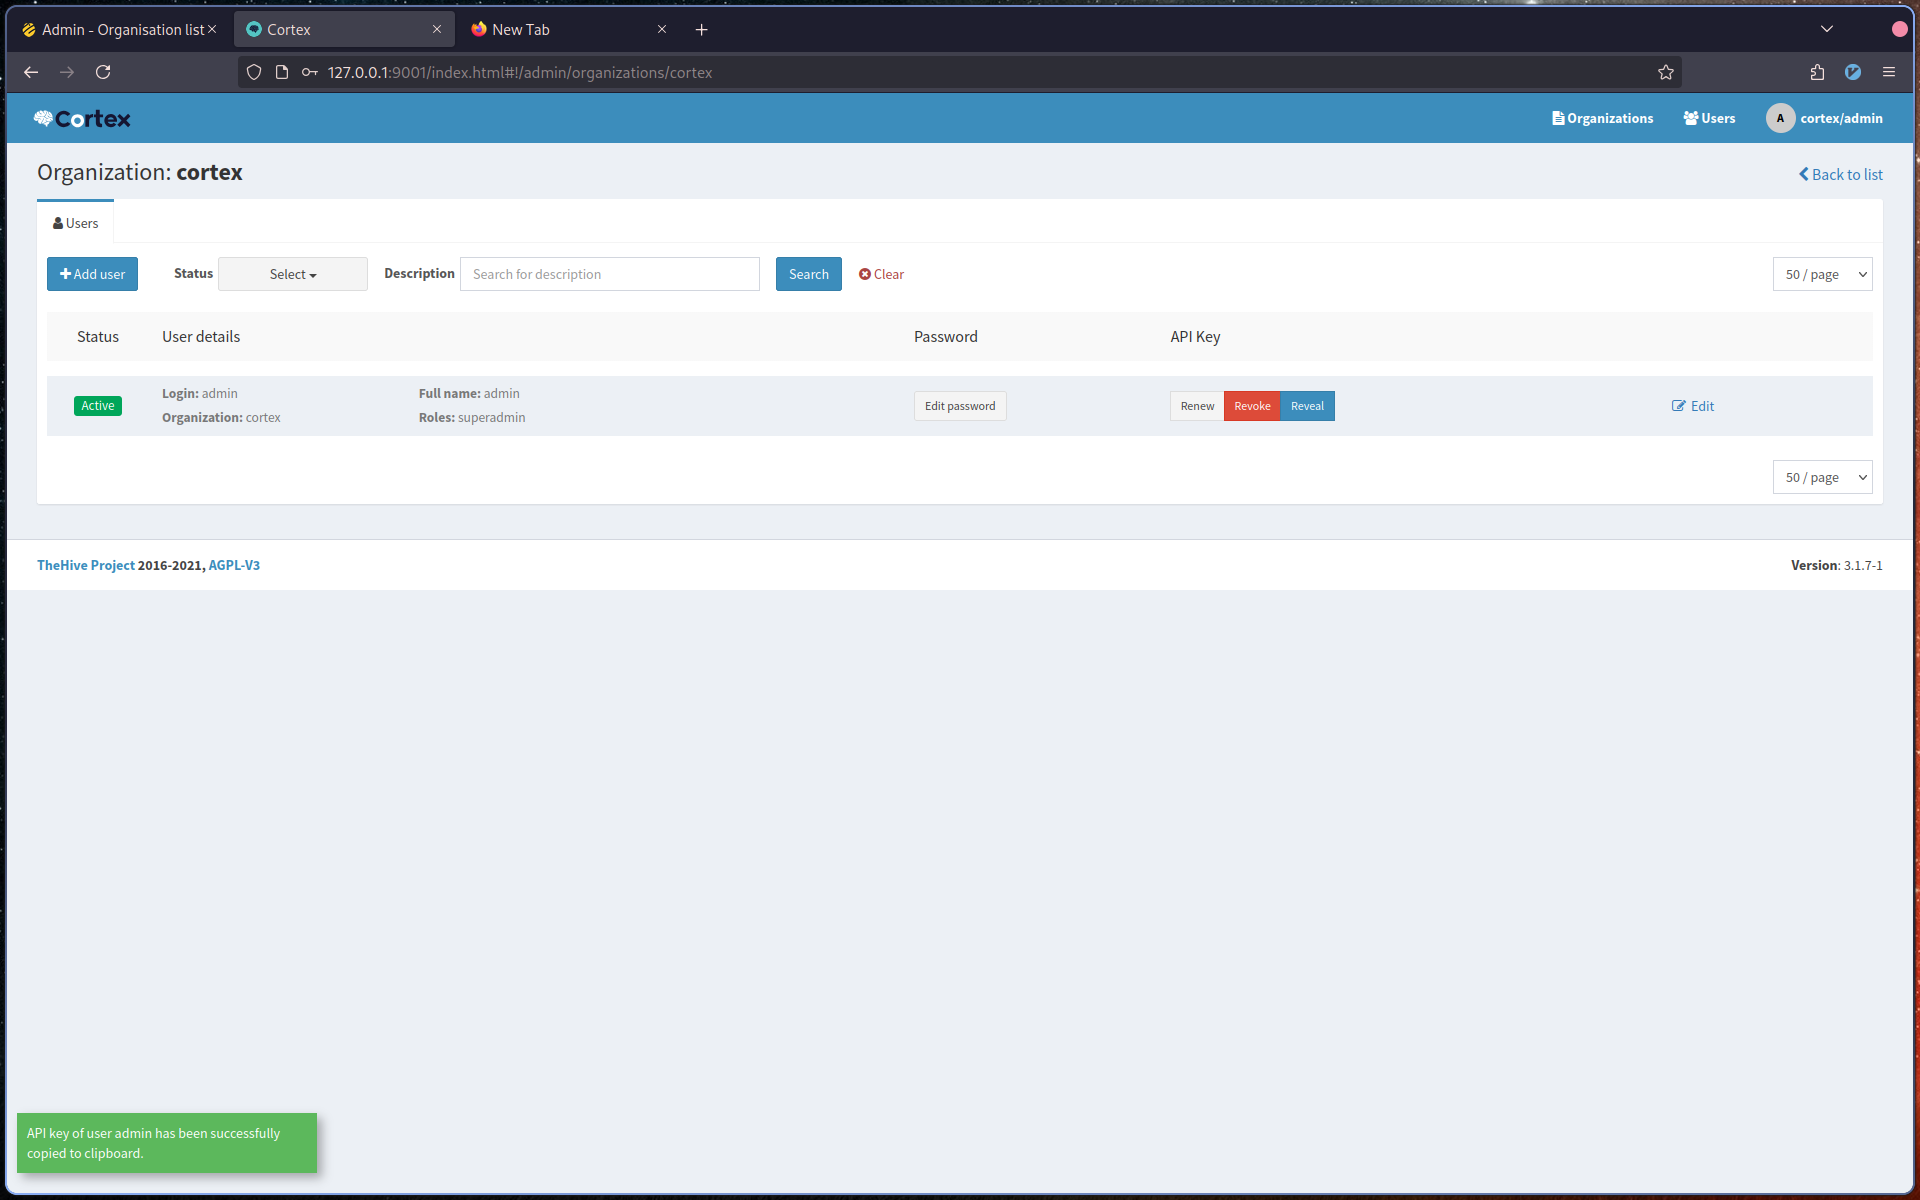 Admin - Organisation list
Cortex
New Tab
127.0.0.1:9001/index.html#!/admin/organizations/cortex
Cortex
Organizations
Users
A
cortex/admin
Organization: cortex
Back to list
Users
Add user
Status
Select
Description
Search for description
Search
Clear
50 / page
Status
User details
Password
API Key
Active
Login: admin
Full name: admin
Organization: cortex
Roles: superadmin
Edit password
Renew
Revoke
Reveal
Edit
50 / page
TheHive Project 2016-2021, AGPL-V3
Version: 3.1.7-1
API key of user admin has been successfully
copied to clipboard.